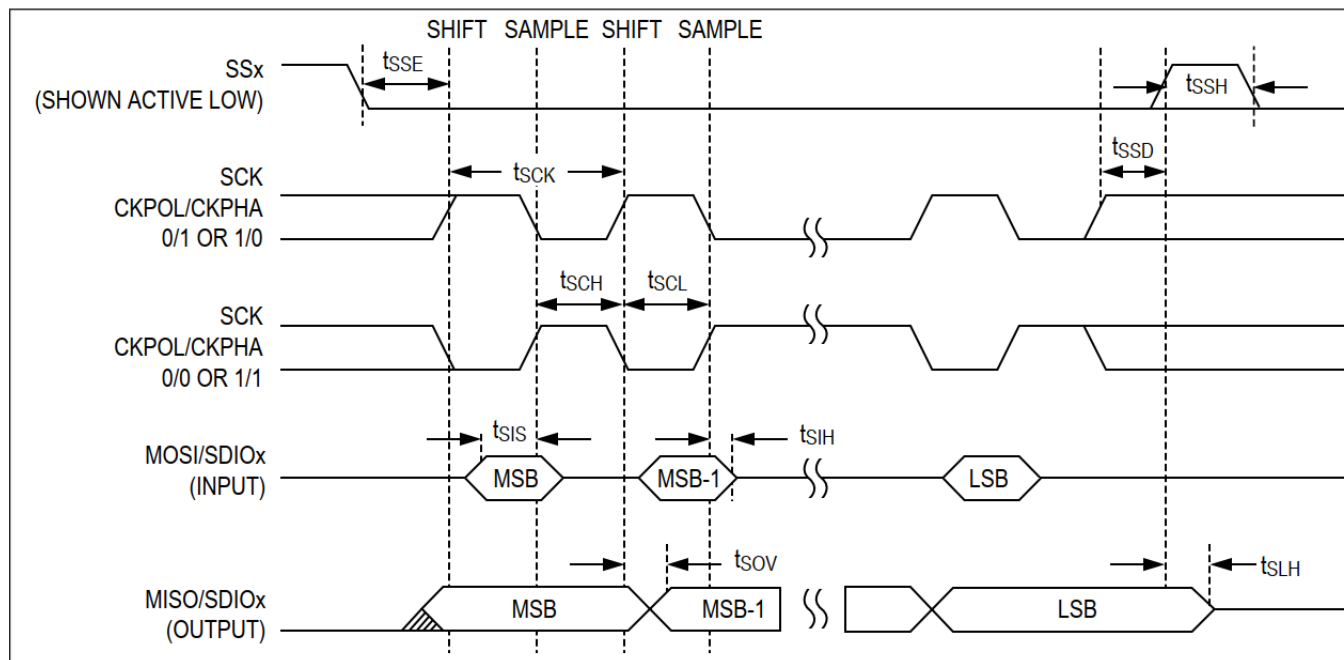 SHIFT SAMPLE SHIFT SAMPLE
SSx
(SHOWN ACTIVE LOW)
tSSE
tSSH
tSSD
SCK
CKPOL/CKPHA
0/1 OR 1/0
tSCK
tSCH
tSCL
SCK
CKPOL/CKPHA
0/0 OR 1/1
MOSI/SDIOx
(INPUT)
tSIS
tSIH
MSB
MSB-1
LSB
tSOV
tSLH
MISO/SDIOx
(OUTPUT)
MSB
MSB-1
LSB